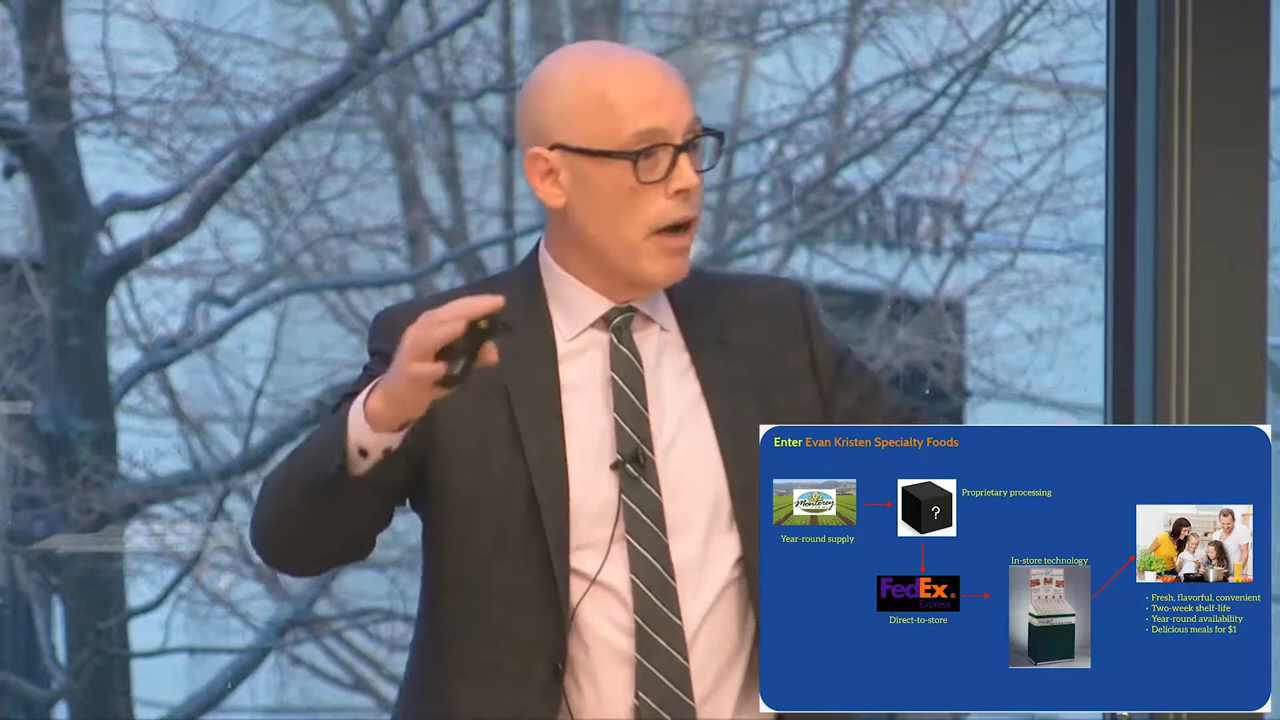 Enter Evan Kristen Specialty Foods
Monterey
Year-round supply
?
Proprietary processing
FedEx
Express
Direct-to-store
In-store technology
• Fresh, flavorful, convenient
• Two-week shelf-life
• Year-round availability
• Delicious meals for $1